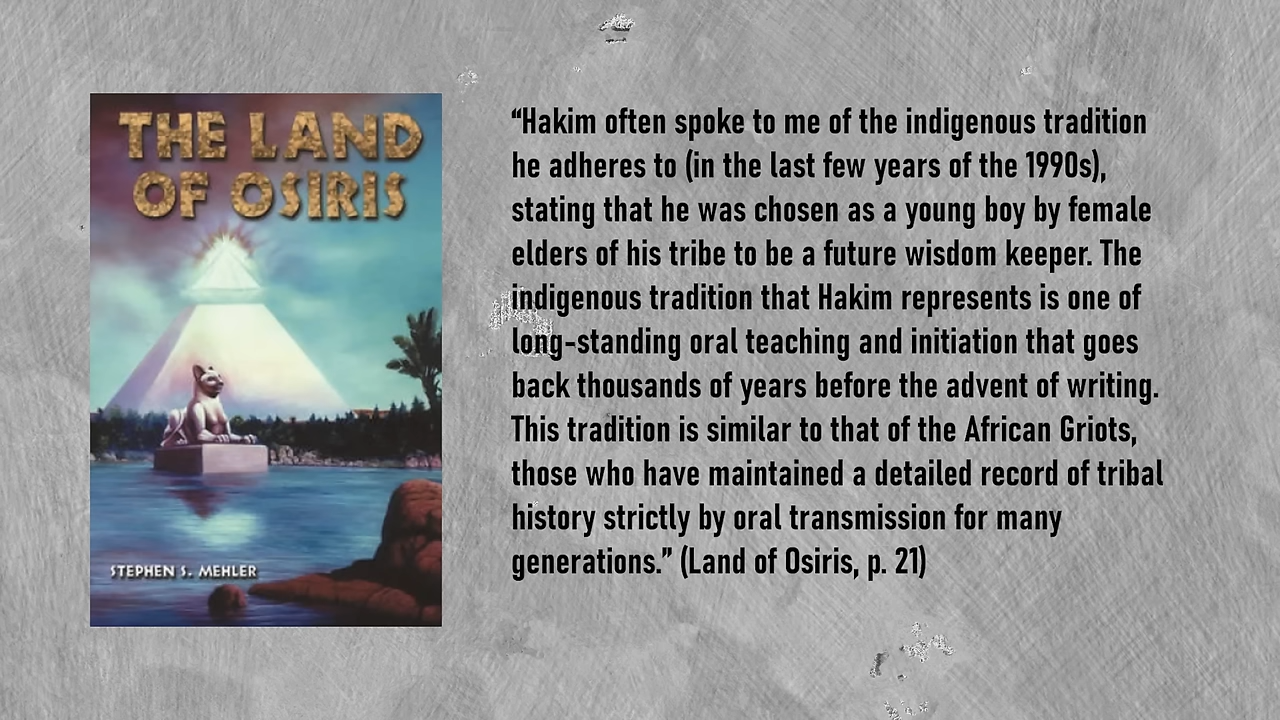 THE LAND
OF OSIRIS
STEPHEN S. MEHLER
“Hakim often spoke to me of the indigenous tradition
he adheres to (in the last few years of the 1990s),
stating that he was chosen as a young boy by female
elders of his tribe to be a future wisdom keeper. The
indigenous tradition that Hakim represents is one of
long-standing oral teaching and initiation that goes
back thousands of years before the advent of writing.
This tradition is similar to that of the African Griots,
those who have maintained a detailed record of tribal
history strictly by oral transmission for many
generations.” (Land of Osiris, p. 21)